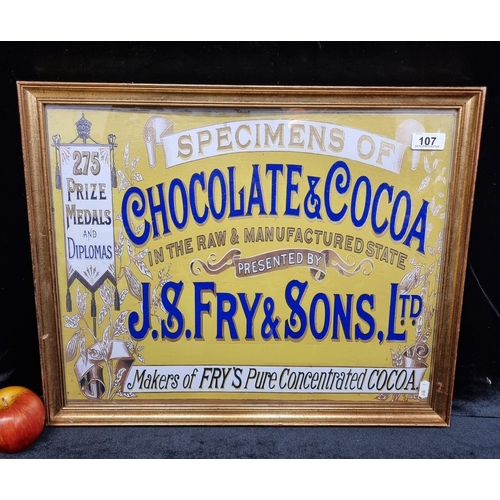 107
SPECIMENS OF
275
PRIZE
MEDALS
AND
DIPLOMAS
CHOCOLATE & COCOA
IN THE RAW & MANUFACTURED STATE
PRESENTED BY
J.S. FRY & SONS, LTD
Makers of FRY'S Pure Concentrated COCOA.